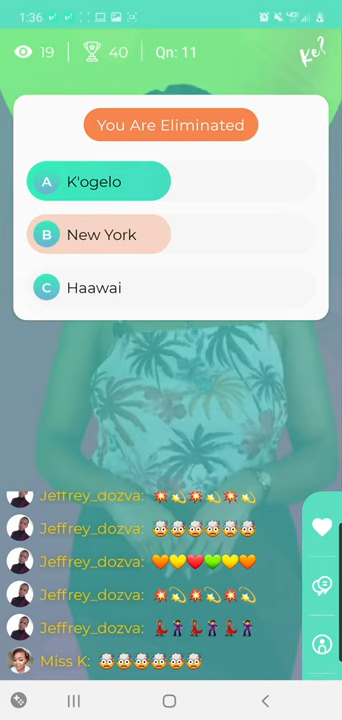 1:36
19 40 Qn: 11
Ke?
You Are Eliminated
A K'ogelo
B New York
C Haawai
Jeffrey_dozva: 💥💫💥💫💥💫
Jeffrey_dozva: 🤯🤯🤯🤯🤯🤯
Jeffrey_dozva: 🧡💛❤️💚💛🧡
Jeffrey_dozva: 💥💫💥💫💥💫
Jeffrey_dozva: 💃🕺💃🕺💃🕺
Miss K: 🤯🤯🤯🤯🤯🤯